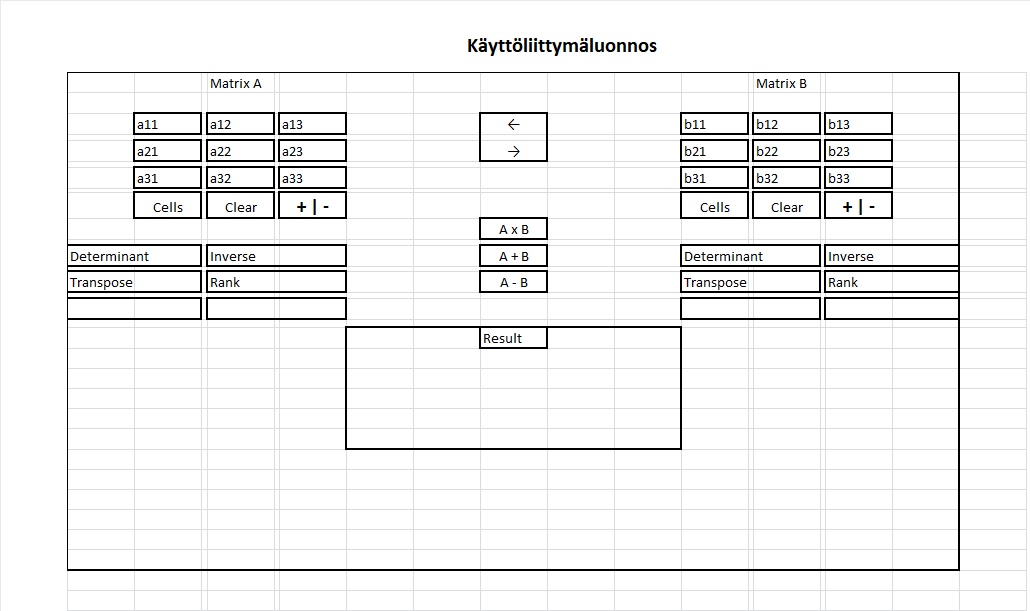 Käyttöliittymäluonnos
Matrix A Matrix B
a11 a12 a13 ← b11 b12 b13
a21 a22 a23 → b21 b22 b23
a31 a32 a33 b31 b32 b33
Cells Clear + | - Cells Clear + | -
A x B
Determinant Inverse A + B Determinant Inverse
Transpose Rank A - B Transpose Rank
Result